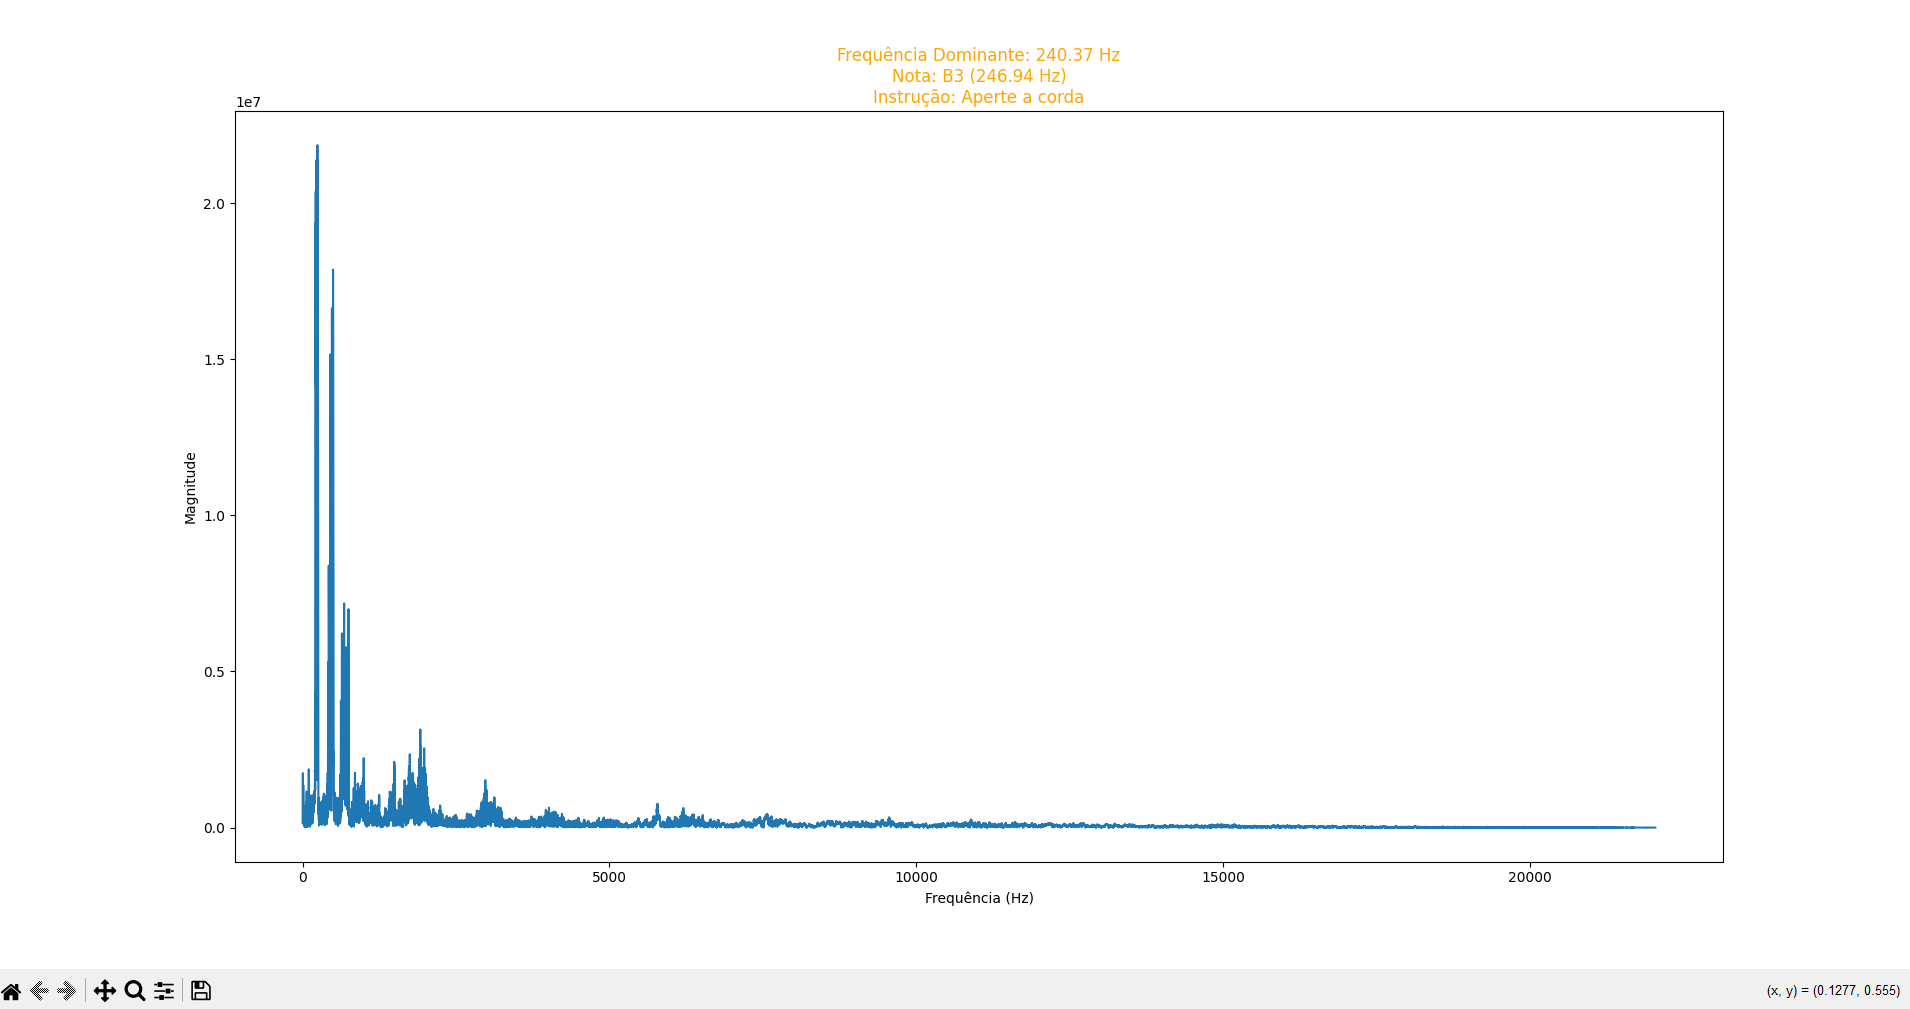 Frequência Dominante: 240.37 Hz
Nota: B3 (246.94 Hz)
Instrução: Aperte a corda
1e7
2.0
1.5
1.0
0.5
0.0
Magnitude
0 5000 10000 15000 20000
Frequência (Hz)
(x, y) = (0.1277, 0.555)